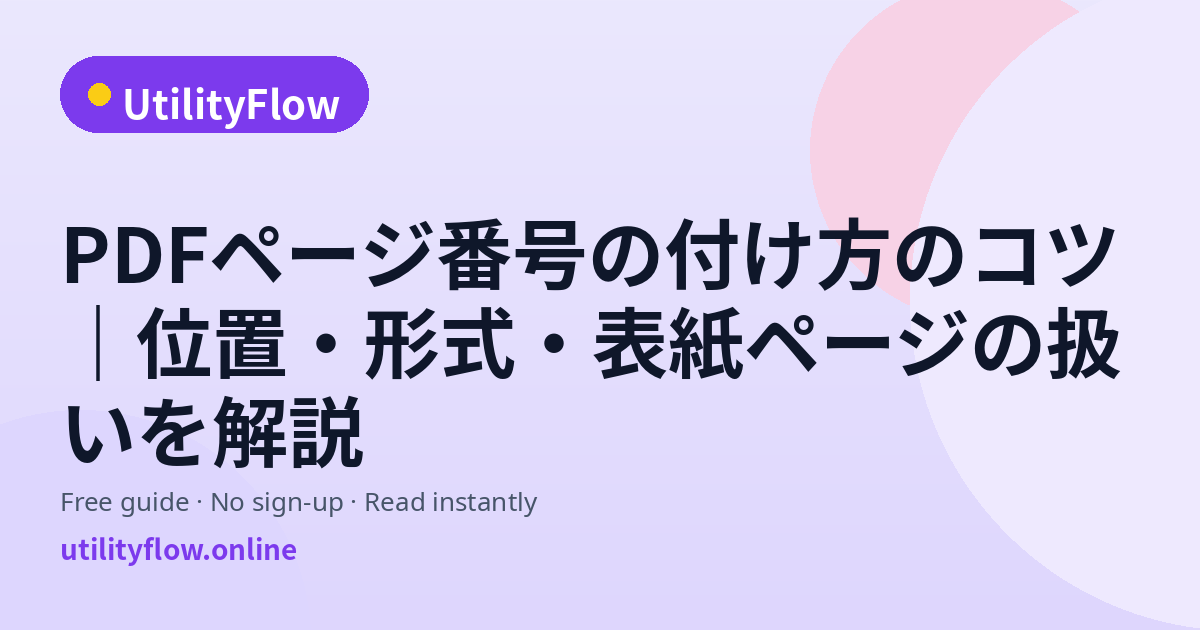 UtilityFlow
PDFページ番号の付け方のコツ
｜位置・形式・表紙ページの扱
いを解説
Free guide · No sign-up · Read instantly
utilityflow.online